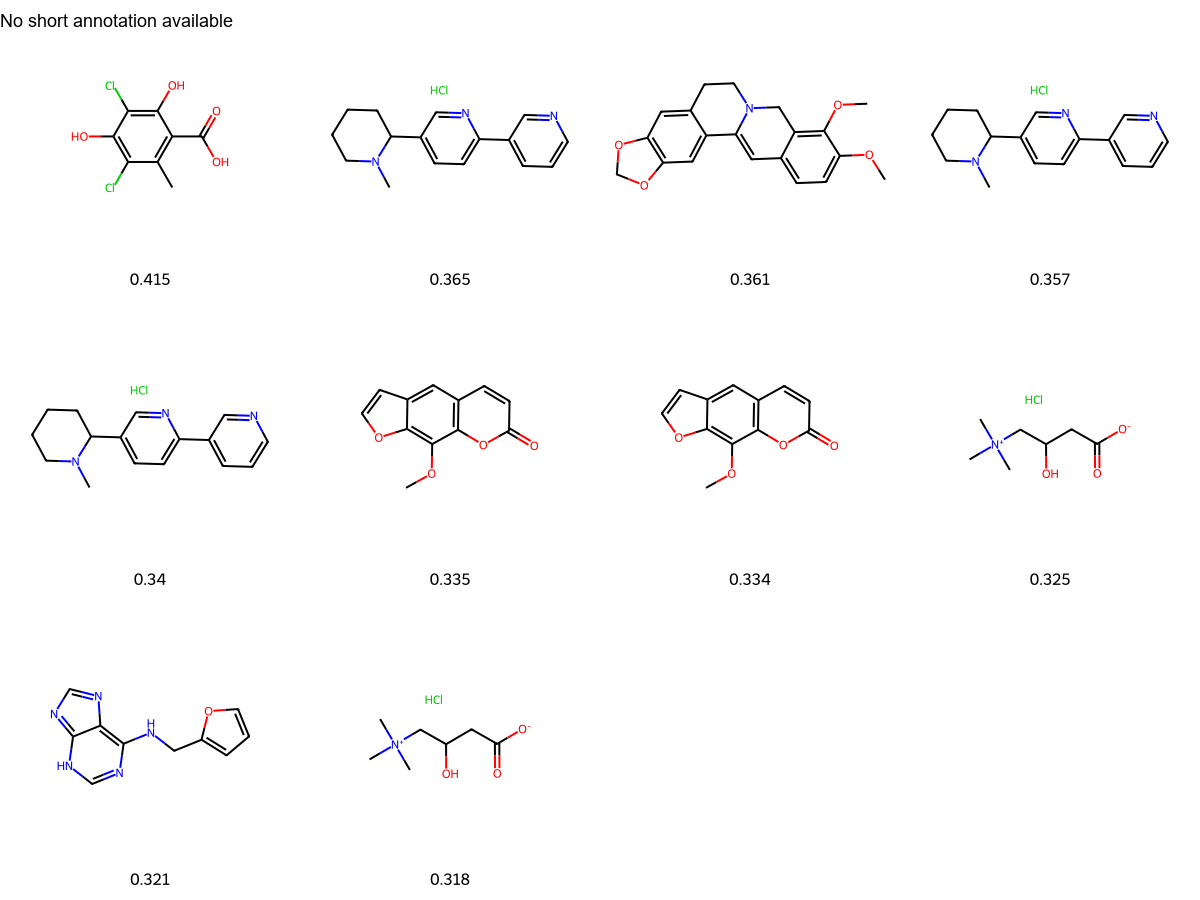 No short annotation available
Cl OH O HO OH Cl
HCl N N N
N O O O O
HCl N N N
0.415 0.365 0.361 0.357
HCl N N N
O O O O
O O O O
HCl N+ OH O O-
0.34 0.335 0.334 0.325
N N HN N H N O
HCl N+ OH O O-
0.321 0.318